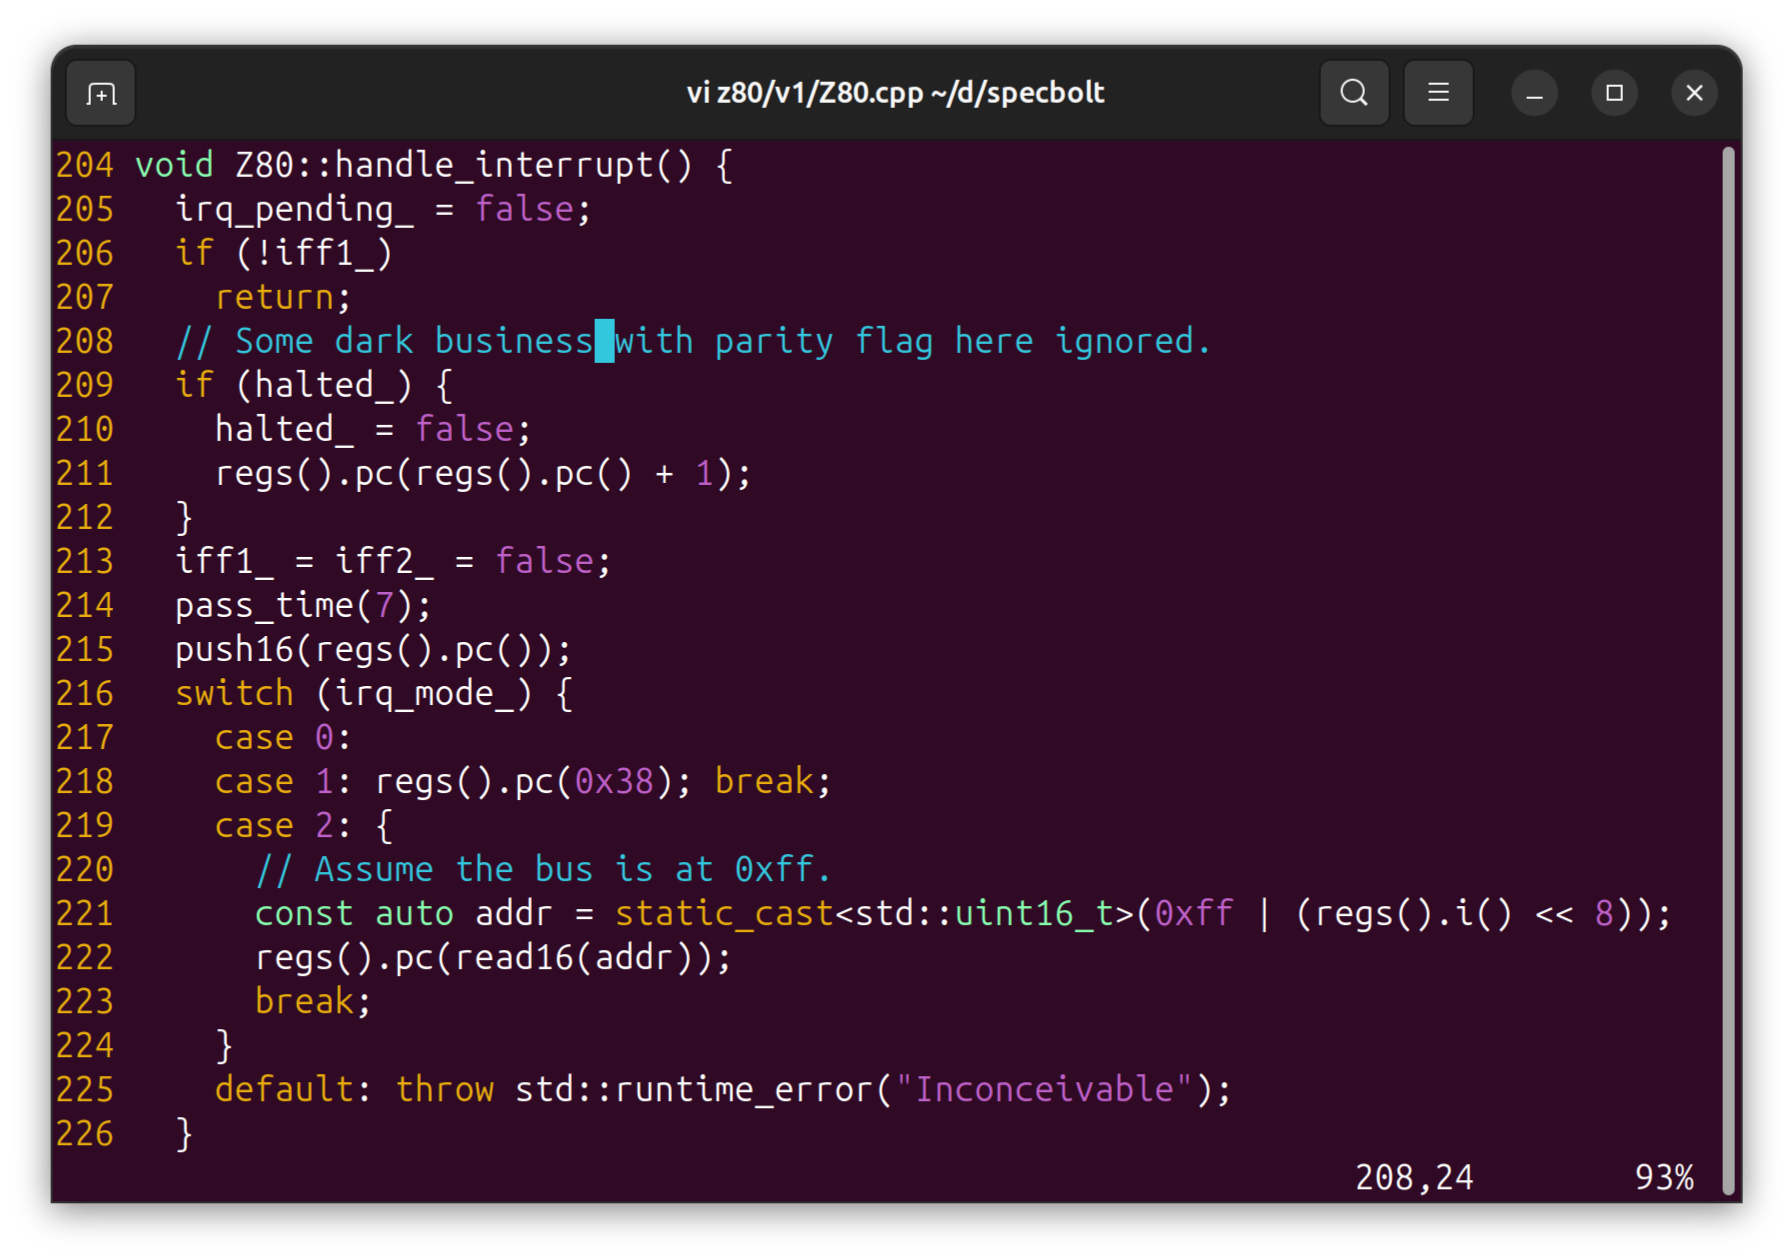 vi z80/v1/Z80.cpp ~/d/specbolt
204 void Z80::handle_interrupt() {
205   irq_pending_ = false;
206   if (!iff1_)
207     return;
208   // Some dark business with parity flag here ignored.
209   if (halted_) {
210     halted_ = false;
211     regs().pc(regs().pc() + 1);
212   }
213   iff1_ = iff2_ = false;
214   pass_time(7);
215   push16(regs().pc());
216   switch (irq_mode_) {
217     case 0:
218     case 1: regs().pc(0x38); break;
219     case 2: {
220       // Assume the bus is at 0xff.
221       const auto addr = static_cast<std::uint16_t>(0xff | (regs().i() << 8));
222       regs().pc(read16(addr));
223       break;
224     }
225     default: throw std::runtime_error("Inconceivable");
226   }
208,24 93%